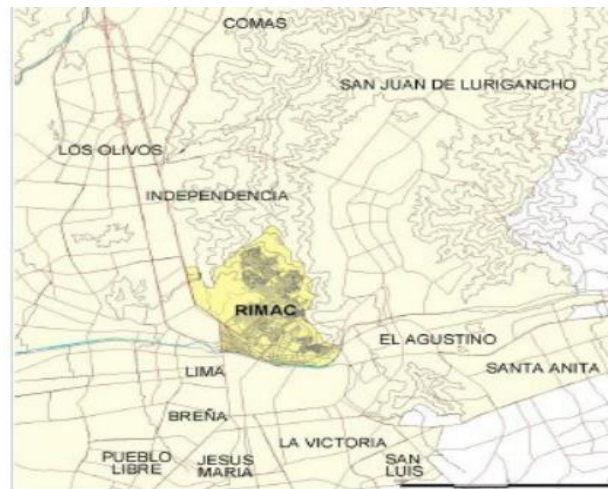 COMAS
SAN JUAN DE LURIGANCHO
LOS OLIVOS
INDEPENDENCIA
RIMAC
EL AGUSTINO
LIMA
SANTA ANITA
BREÑA
LA VICTORIA
PUEBLO
LIBRE
JESUS
MARIA
SAN
LUIS